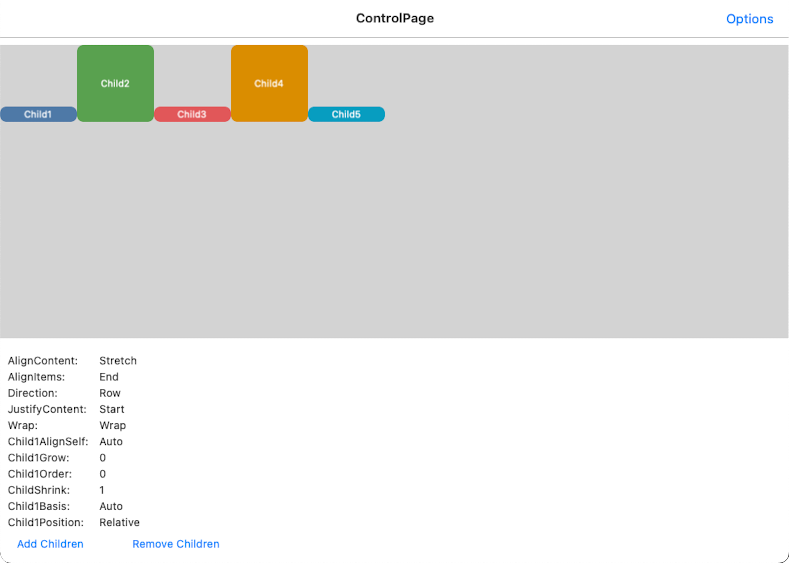 ControlPage
Options
Child2
Child4
Child1
Child3
Child5
AlignContent: Stretch
AlignItems: End
Direction: Row
JustifyContent: Start
Wrap: Wrap
Child1AlignSelf: Auto
Child1Grow: 0
Child1Order: 0
ChildShrink: 1
Child1Basis: Auto
Child1Position: Relative
Add Children Remove Children